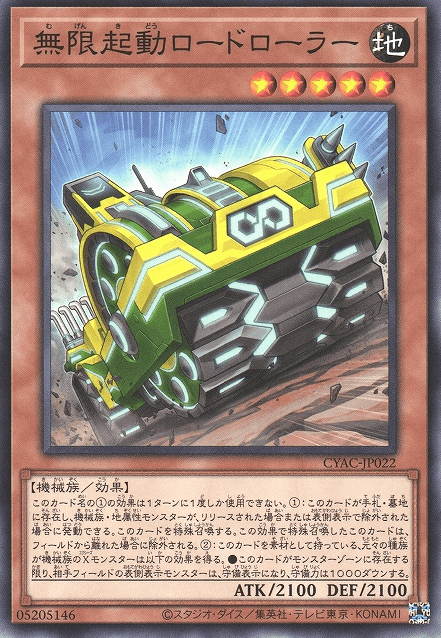 無限起動ロードローラー
地
CYAC-JP022
【機械族/効果】
このカード名の①の効果は1ターンに1度しか使用できない。①:このカードが手札・墓地
に存在し、機械族・地属性モンスターが、リリースされた場合または表側表示で除外された
場合に発動できる。このカードを特殊召喚する。この効果で特殊召喚したこのカードは、
フィールドから離れた場合に除外される。②:このカードを素材として持っている、元々の種族
が機械族のXモンスターは以下の効果を得る。●このカードがモンスターゾーンに存在する
限り、相手フィールドの表側表示モンスターは、守備表示になり、守備力は1000ダウンする。
ATK/2100 DEF/2100
05205146 ©スタジオ・ダイス/集英社・テレビ東京・KONAMI